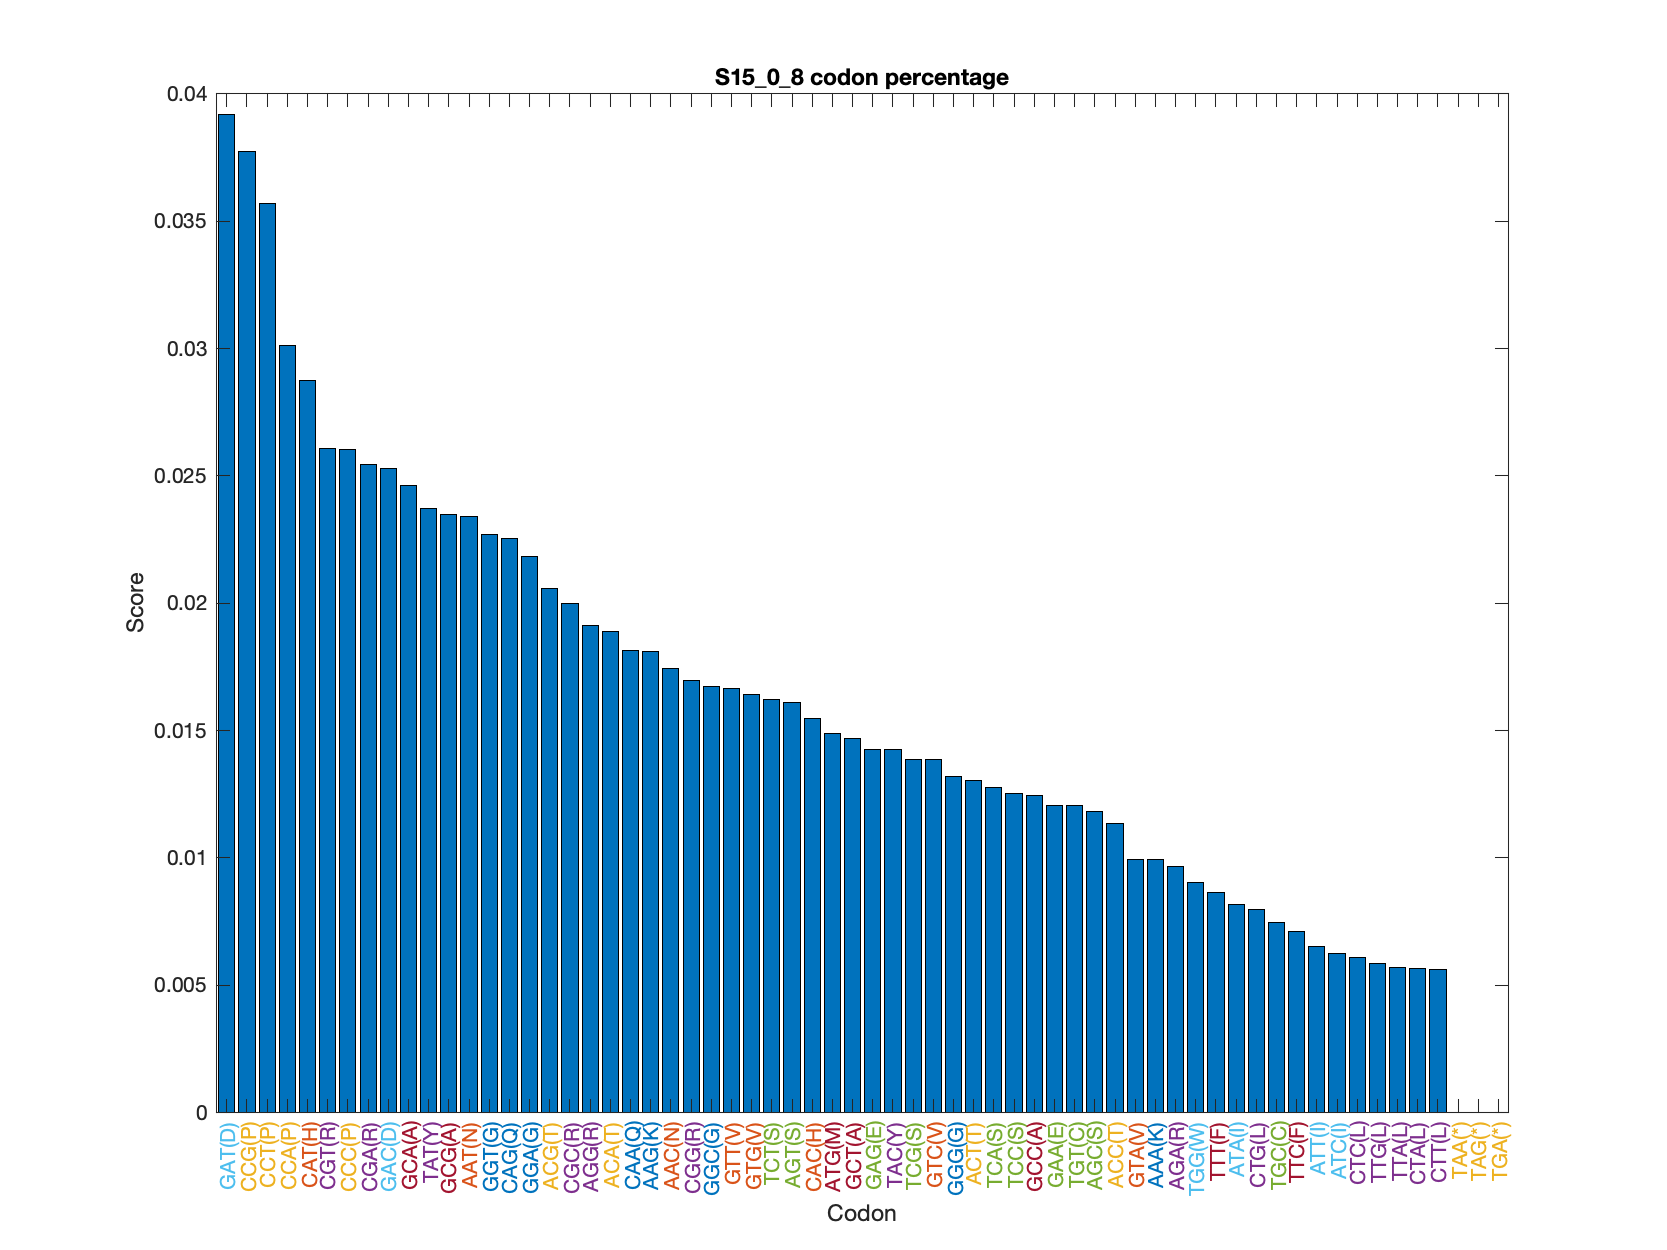 S15_0_8 codon percentage
0.04
0.035
0.03
0.025
0.02
0.015
0.01
0.005
0
Score
GAT(D) CCG(P) CCT(P) CCA(P) CAT(H) CGT(R) CCC(P) CGA(R) GAC(D) GCA(A) TAT(Y) GCG(A) AAT(N) GGT(G) CAG(Q) GGA(G) ACG(T) CGC(R) AGG(R) ACA(T) CAA(Q) AAG(K) AAC(N) CGG(R) GGC(G) GTT(V) GTG(V) TCT(S) AGT(S) CAC(H) ATG(M) GCT(A) GAG(E) TAC(Y) TCG(S) GTC(V) GGG(G) ACT(T) TCA(S) TCC(S) GCC(A) GAA(E) TGT(C) AGC(S) ACC(T) GTA(V) AAA(K) AGA(R) TGG(W) TTT(F) ATA(I) CTG(L) TGC(C) TTC(F) ATT(I) ATC(I) CTC(L) TTG(L) TTA(L) CTA(L) CTT(L) TAA(*) TAG(*) TGA(*)
Codon